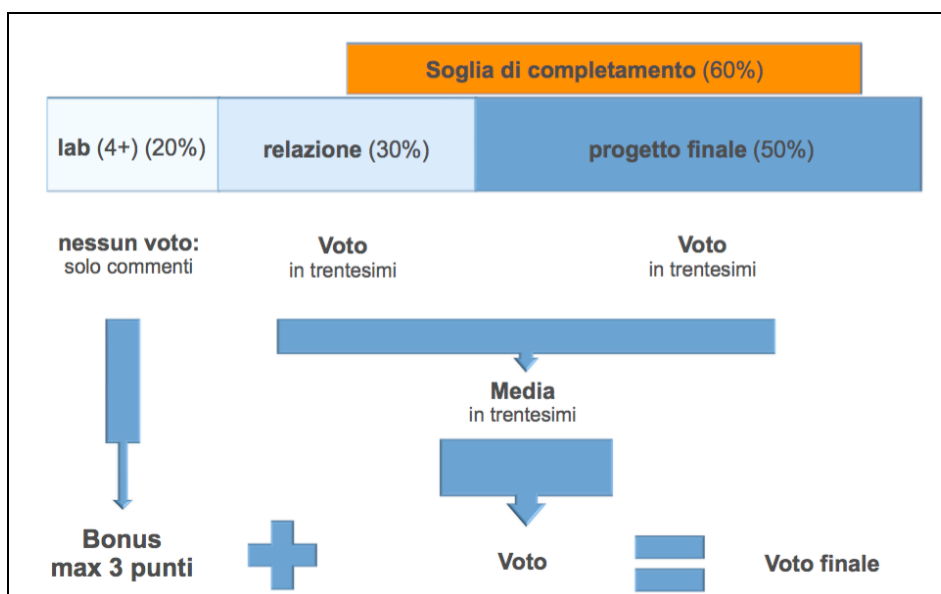 Soglia di completamento (60%)
lab (4+) (20%)
relazione (30%)
progetto finale (50%)
nessun voto:
solo commenti
Voto
in trentesimi
Voto
in trentesimi
Media
in trentesimi
Bonus
max 3 punti
Voto
Voto finale